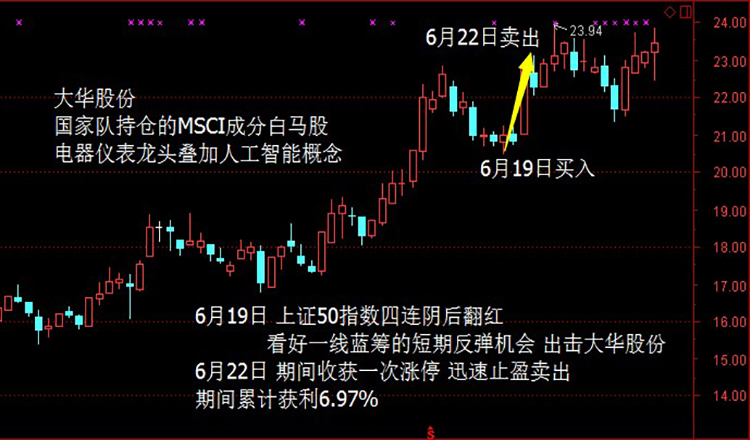 24.00
6月22日卖出
23.94
23.00
大华股份
22.00
国家队持仓的MSCI成分白马股
21.00
电器仪表龙头叠加人工智能概念
6月19日买入
20.00
19.00
18.00
17.00
6月19日 上证50指数四连阴后翻红
16.00
看好一线蓝筹的短期反弹机会 出击大华股份
15.00
6月22日 期间收获一次涨停 迅速止盈卖出
期间累计获利6.97%
14.00
$